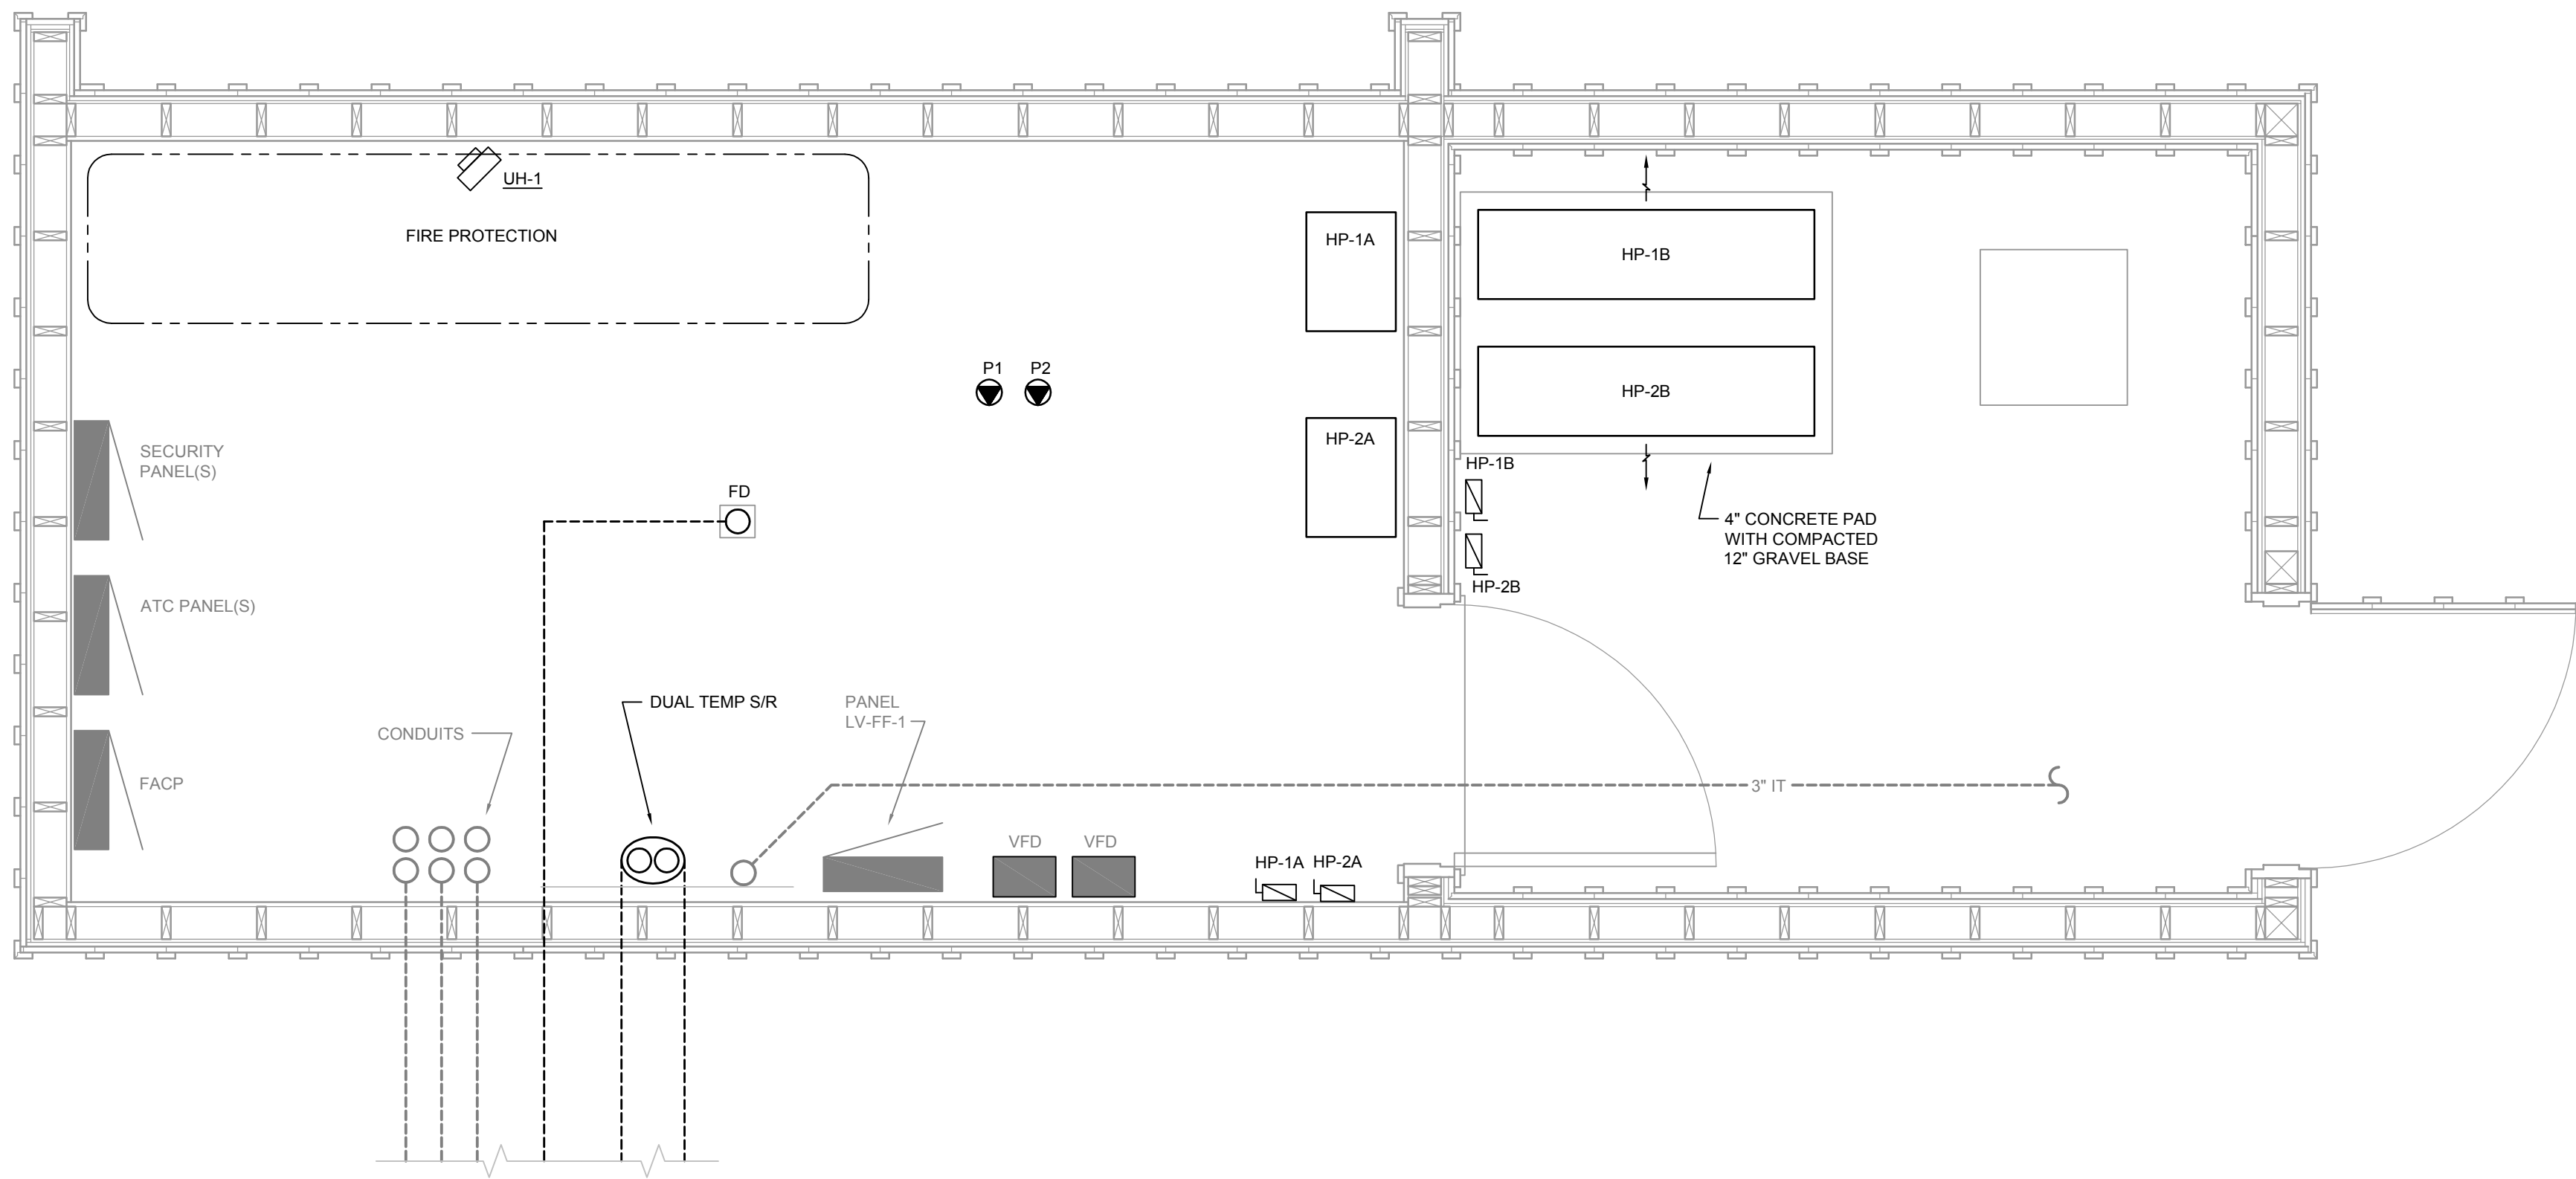 UH-1
FIRE PROTECTION
HP-1A
HP-1B
P1
P2
HP-2B
HP-2A
SECURITY
PANEL(S)
HP-1B
FD
4" CONCRETE PAD
WITH COMPACTED
12" GRAVEL BASE
HP-2B
ATC PANEL(S)
DUAL TEMP S/R
PANEL
LV-FF-1
CONDUITS
FACP
3" IT
VFD
VFD
HP-1A
HP-2A